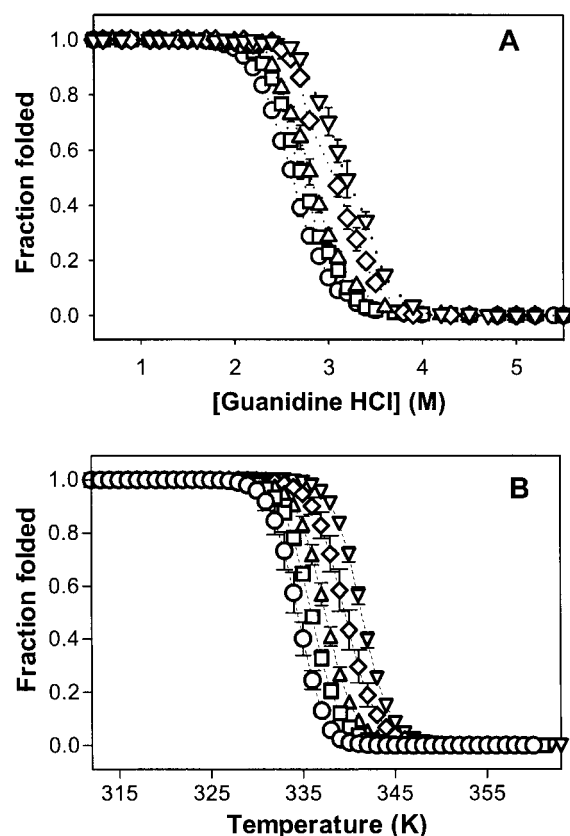 A
1.0
0.8
0.6
0.4
0.2
0.0
Fraction folded
1 2 3 4 5
[Guanidine HCl] (M)
B
1.0
0.8
0.6
0.4
0.2
0.0
Fraction folded
315 325 335 345 355
Temperature (K)